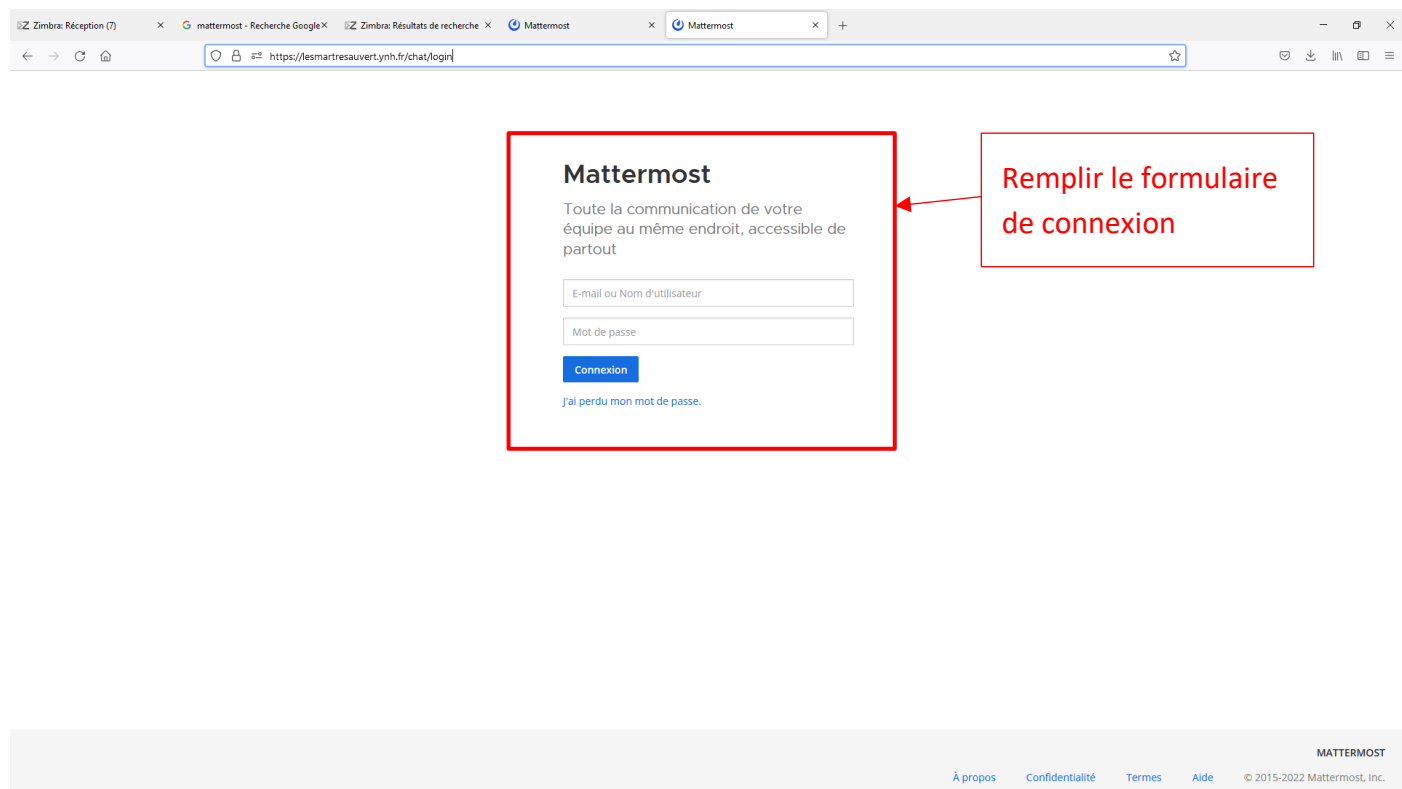 Zimbra: Réception (7)
mattermost - Recherche Google
Zimbra: Résultats de recherche
Mattermost
Mattermost
https://lesmartresauvert.ynh.fr/chat/login
Mattermost
Toute la communication de votre
équipe au même endroit, accessible de
partout
E-mail ou Nom d'utilisateur
Mot de passe
Connexion
J'ai perdu mon mot de passe.
Remplir le formulaire
de connexion
MATTERMOST
À propos Confidentialité Termes Aide © 2015-2022 Mattermost, Inc.